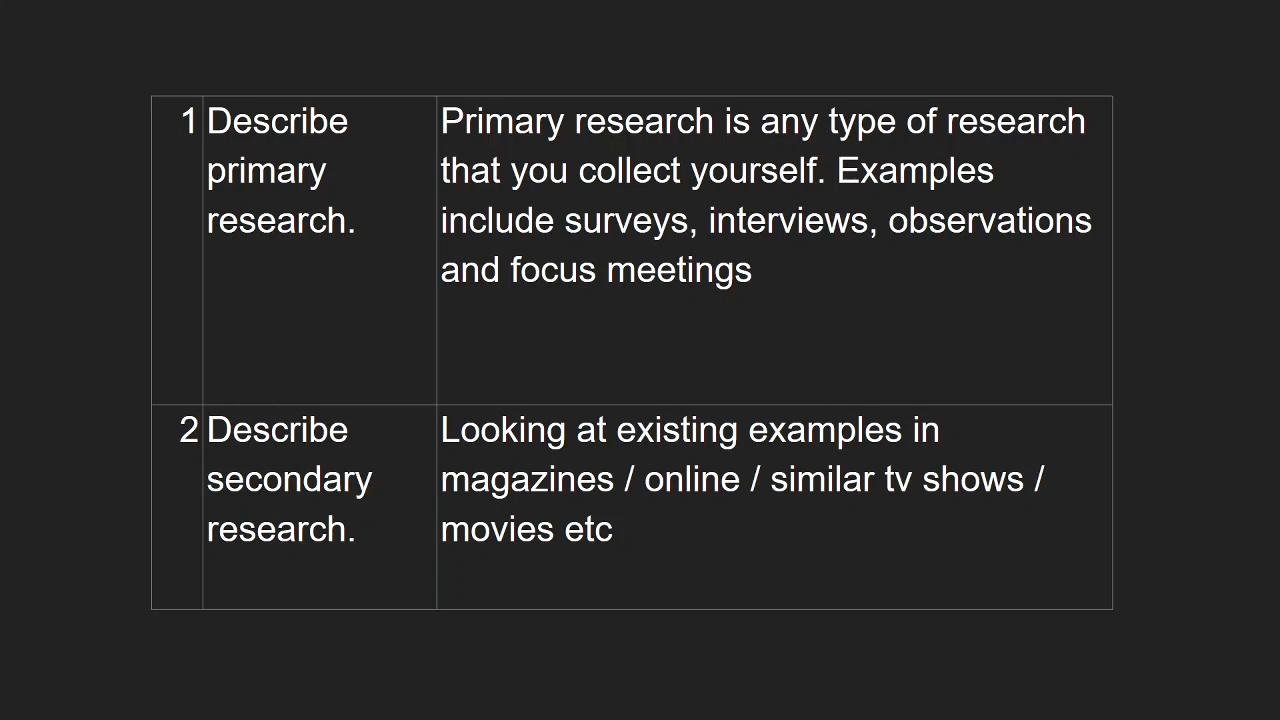 1 Describe primary research. Primary research is any type of research
that you collect yourself. Examples
include surveys, interviews, observations
and focus meetings
2 Describe secondary research. Looking at existing examples in
magazines / online / similar tv shows /
movies etc